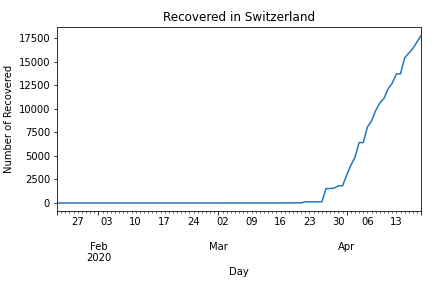 Recovered in Switzerland
Number of Recovered
17500
15000
12500
10000
7500
5000
2500
0
27 03 10 17 24 02 09 16 23 30 06 13
Feb Mar Apr
2020
Day